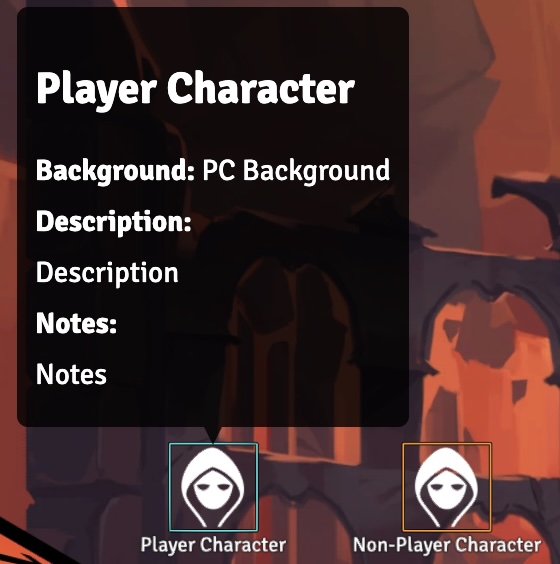 Player Character
Background: PC Background
Description:
Description
Notes:
Notes
Player Character
Non-Player Character